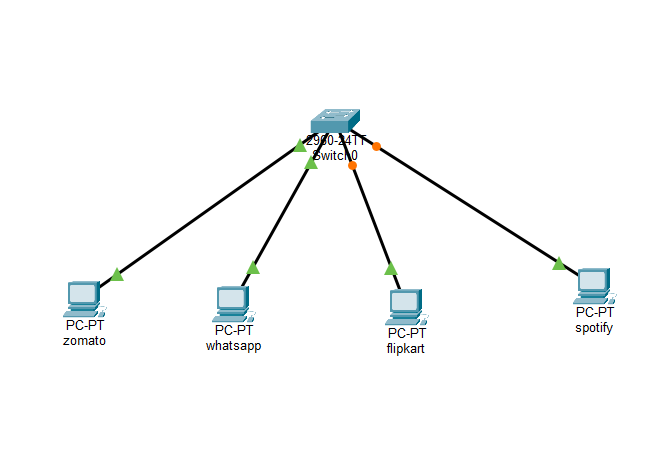 2960-24TT
Switch0
PC-PT
zomato
PC-PT
whatsapp
PC-PT
flipkart
PC-PT
spotify